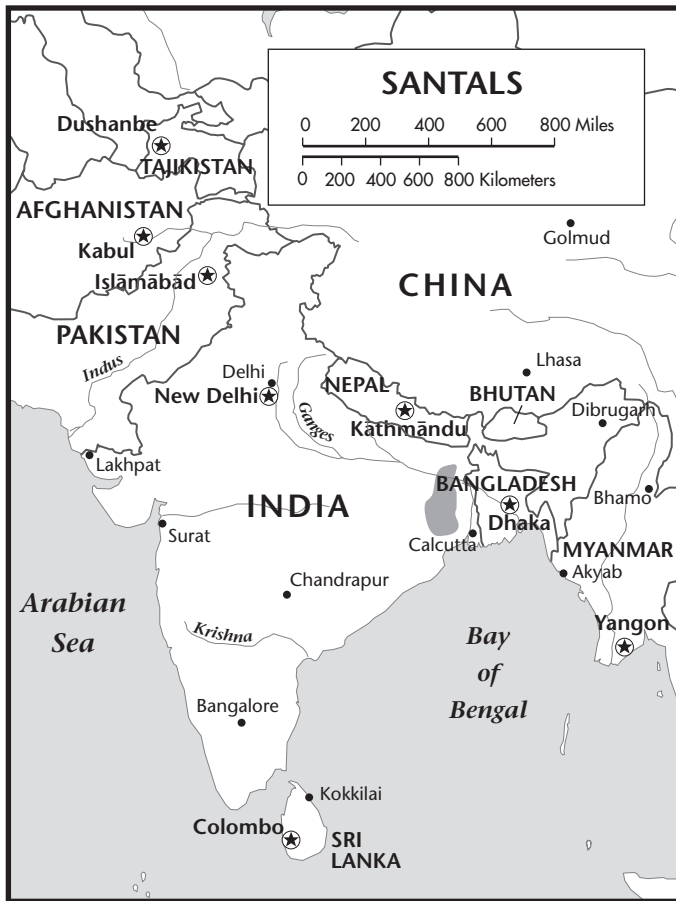 SANTALS
0 200 400 600 800 Miles
0 200 400 600 800 Kilometers
Dushanbe
TAJIKISTAN
AFGHANISTAN
Kabul
Islāmābād
Golmud
CHINA
PAKISTAN
Indus
Delhi
New Delhi
Ganges
NEPAL
Kāthmāndu
Lhasa
BHUTAN
Dibrugarh
Lakhpat
INDIA
BANGLADESH
Dhaka
Bhamo
Surat
Calcutta
MYANMAR
Akyab
Chandrapur
Arabian
Sea
Krishna
Bay
of
Bengal
Yangon
Bangalore
Kokkilai
Colombo
SRI
LANKA